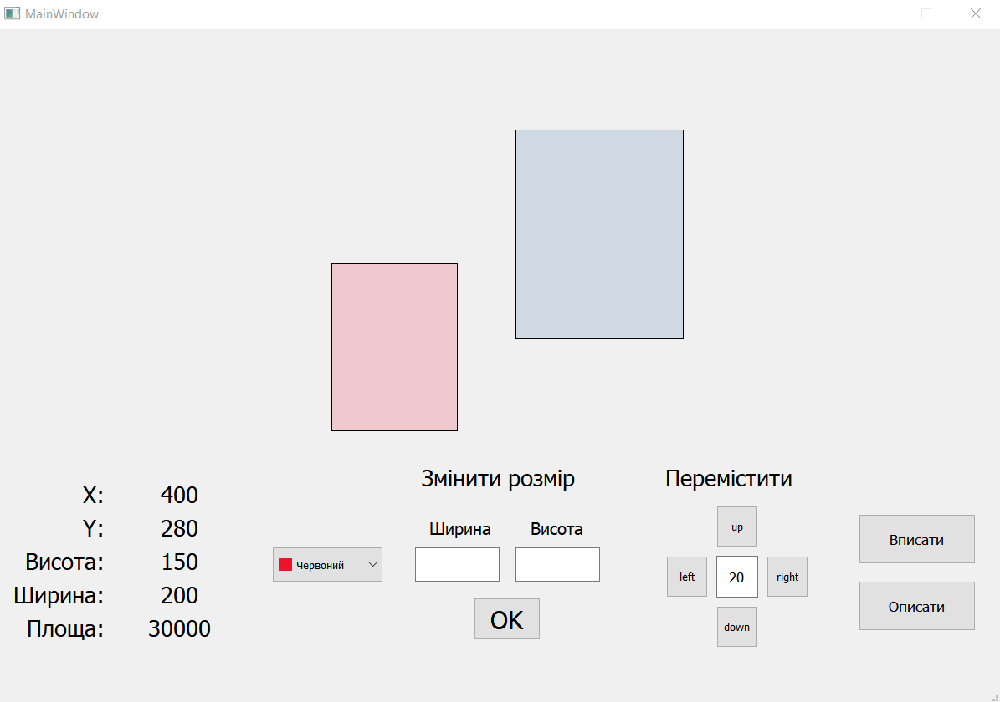 MainWindow
X: 400
Y: 280
Висота: 150
Ширина: 200
Площа: 30000
Червоний
Змінити розмір
Ширина Висота
OK
Перемістити
up
left 20 right
down
Вписати
Описати